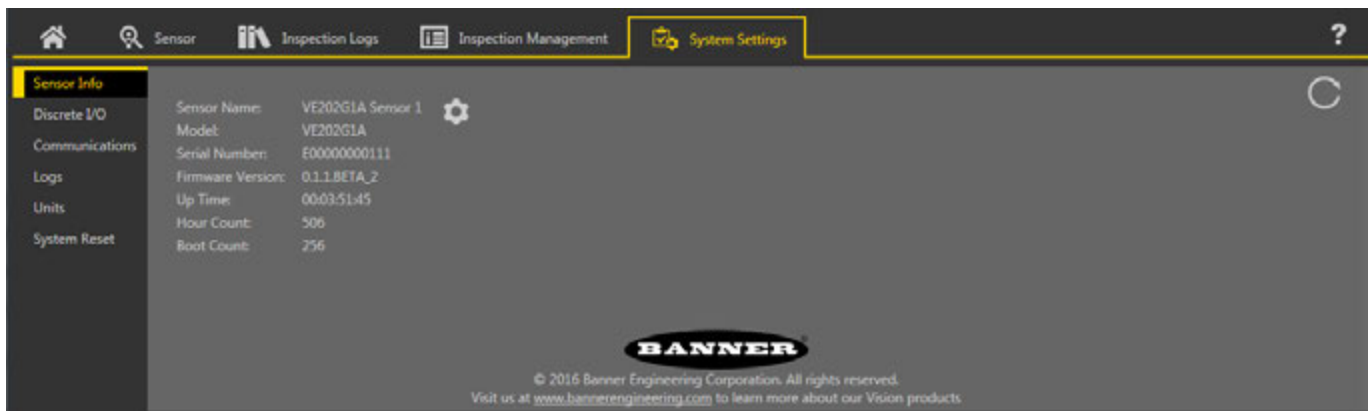 Sensor
Inspection Logs
Inspection Management
System Settings
?
Sensor Info
Discrete I/O
Communications
Logs
Units
System Reset
Sensor Name: VE202G1A Sensor 1
Model: VE202G1A
Serial Number: E00000000111
Firmware Version: 0.1.1.BETA_2
Up Time: 00:03:51:45
Hour Count: 506
Boot Count: 256
BANNER
© 2016 Banner Engineering Corporation. All rights reserved.
Visit us at www.bannerengineering.com to learn more about our Vision products